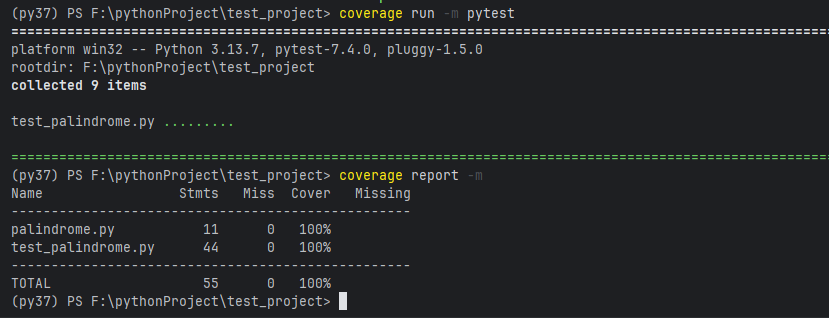 (py37) PS F:\pythonProject\test_project> coverage run -m pytest
====================================================================================================
platform win32 -- Python 3.13.7, pytest-7.4.0, pluggy-1.5.0
rootdir: F:\pythonProject\test_project
collected 9 items
test_palindrome.py .........
====================================================================================================
(py37) PS F:\pythonProject\test_project> coverage report -m
Name                 Stmts   Miss  Cover   Missing
--------------------------------------------------
palindrome.py           11      0   100%
test_palindrome.py      44      0   100%
--------------------------------------------------
TOTAL                   55      0   100%
(py37) PS F:\pythonProject\test_project>